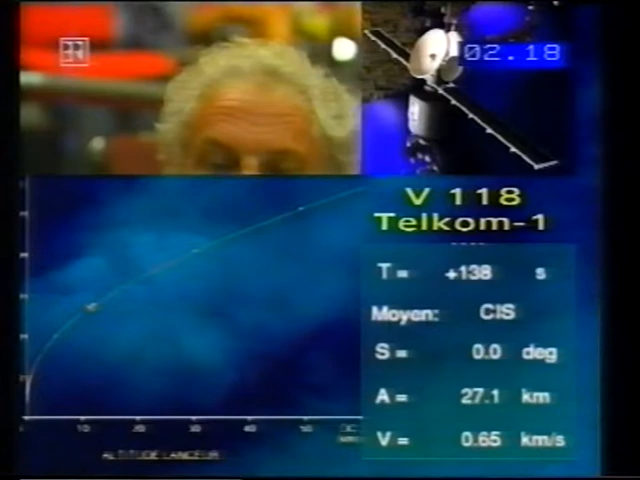 BR
02.18
V 118
Telkom-1
T = +138 s
Moyen: CIS
S = 0.0 deg
A = 27.1 km
V = 0.65 km/s
10 20 30 40 50
ALTITUDE LANCEUR